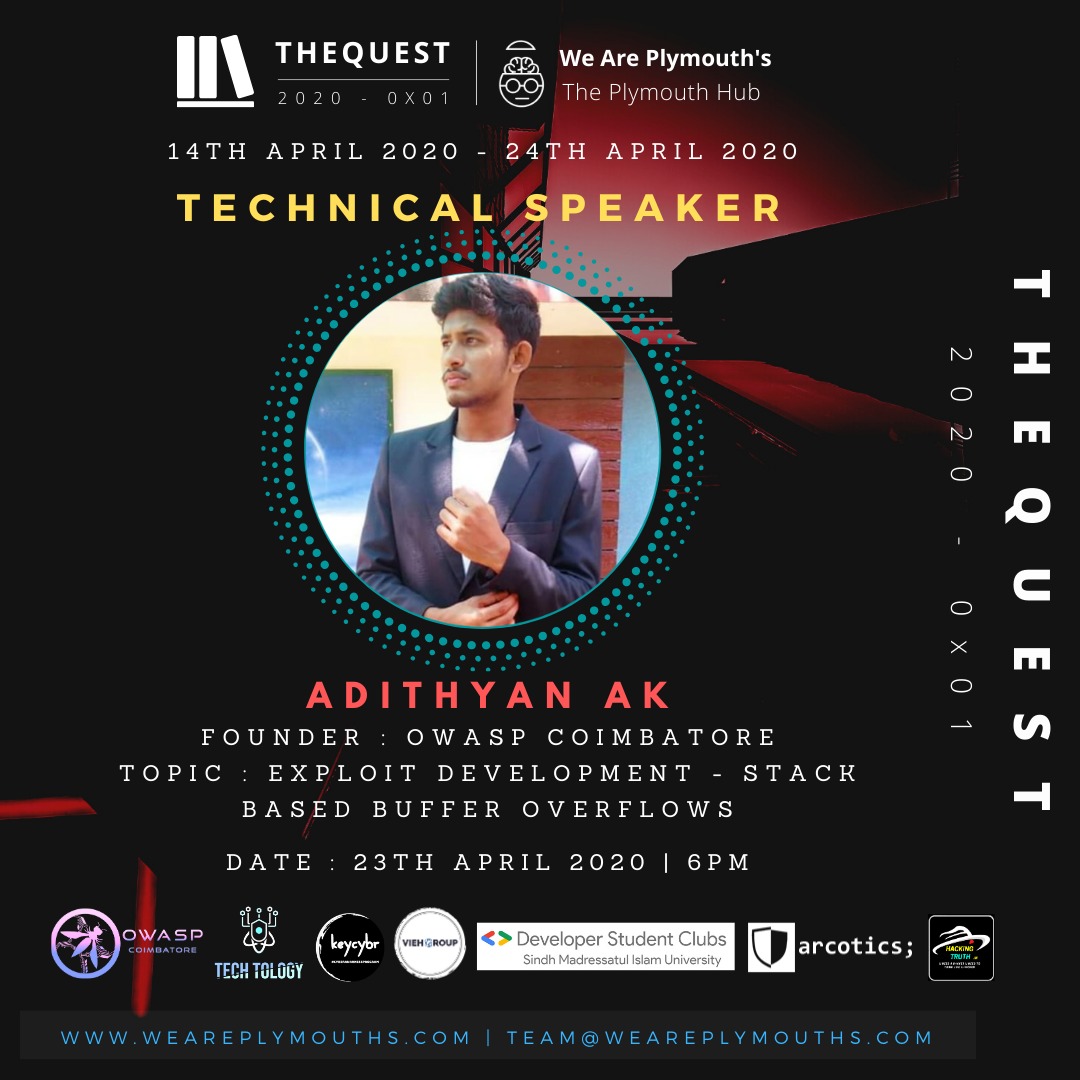 THEQUEST
2020 - 0X01
We Are Plymouth's
The Plymouth Hub
14TH APRIL 2020 - 24TH APRIL 2020
TECHNICAL SPEAKER
THEQUEST
2020 - 0X01
ADITHYAN AK
FOUNDER : OWASP COIMBATORE
TOPIC : EXPLOIT DEVELOPMENT - STACK
BASED BUFFER OVERFLOWS
DATE : 23TH APRIL 2020 | 6PM
OWASP
COIMBATORE
TECH TOLOGY
keycybr
VIEH GROUP
Developer Student Clubs
Sindh Madressatul Islam University
arcotics;
HACKING
TRUTH
WWW.WEAREPLYMOUTHS.COM | TEAM@WEAREPLYMOUTHS.COM